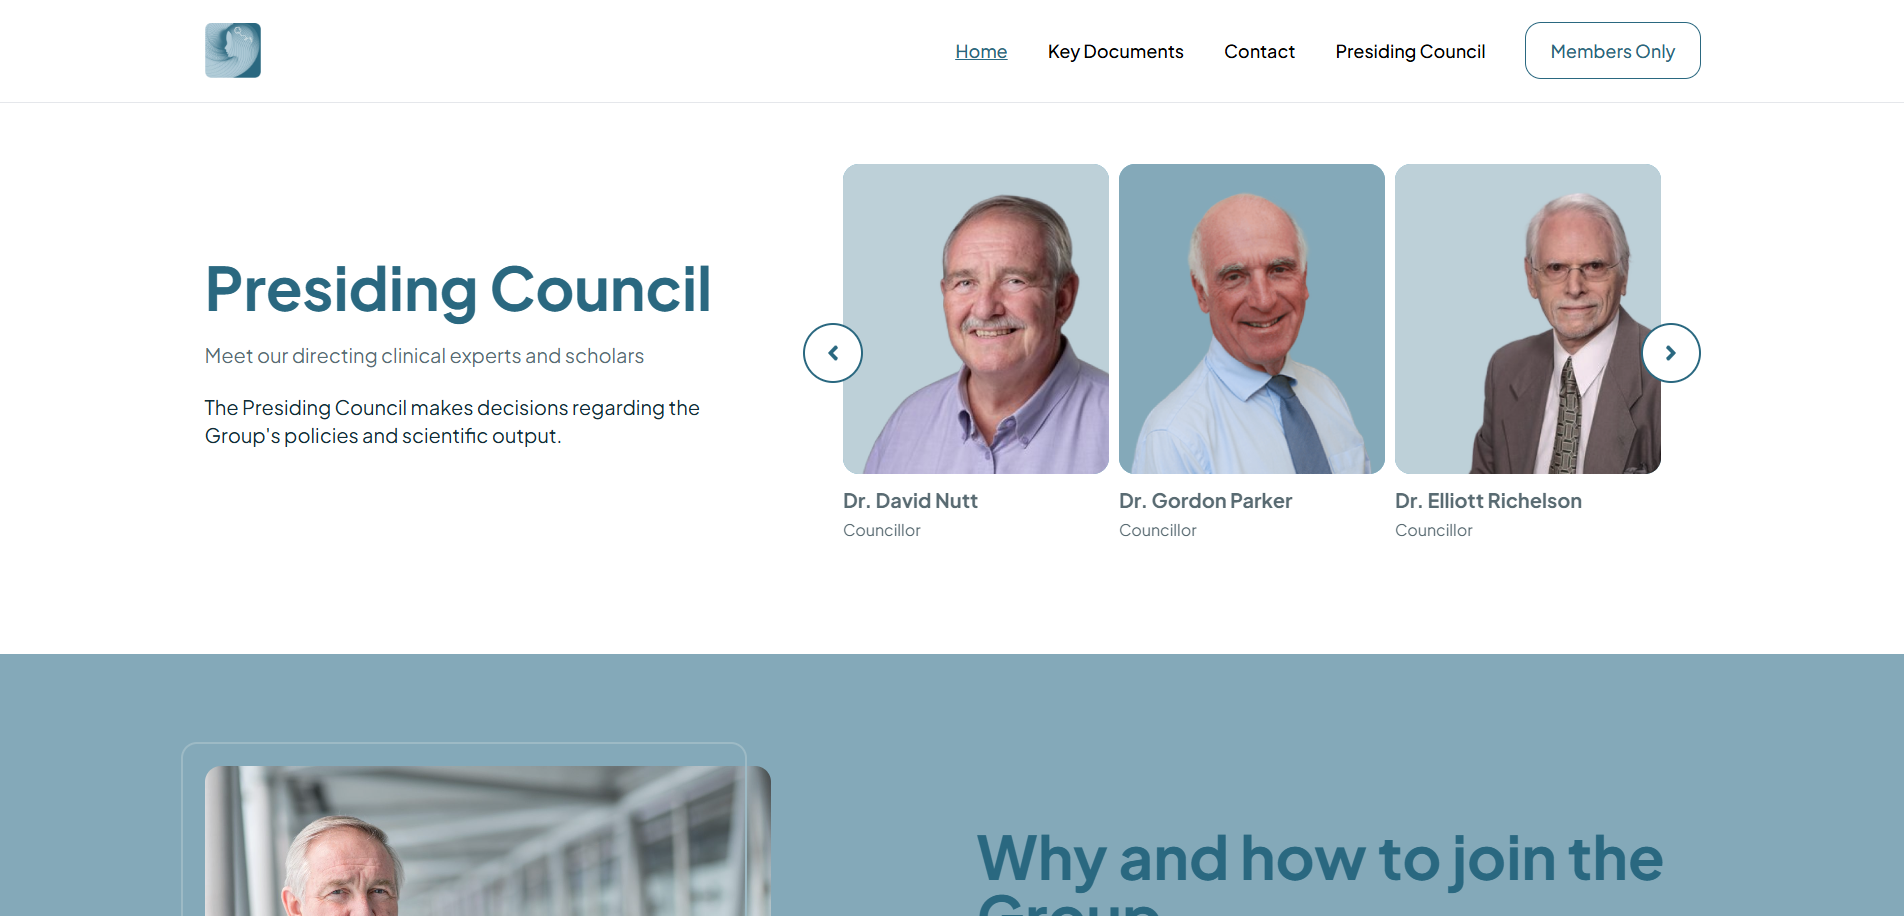 Home
Key Documents
Contact
Presiding Council
Members Only
Presiding Council
Meet our directing clinical experts and scholars
The Presiding Council makes decisions regarding the
Group's policies and scientific output.
Dr. David Nutt
Councillor
Dr. Gordon Parker
Councillor
Dr. Elliott Richelson
Councillor
Why and how to join the
Group